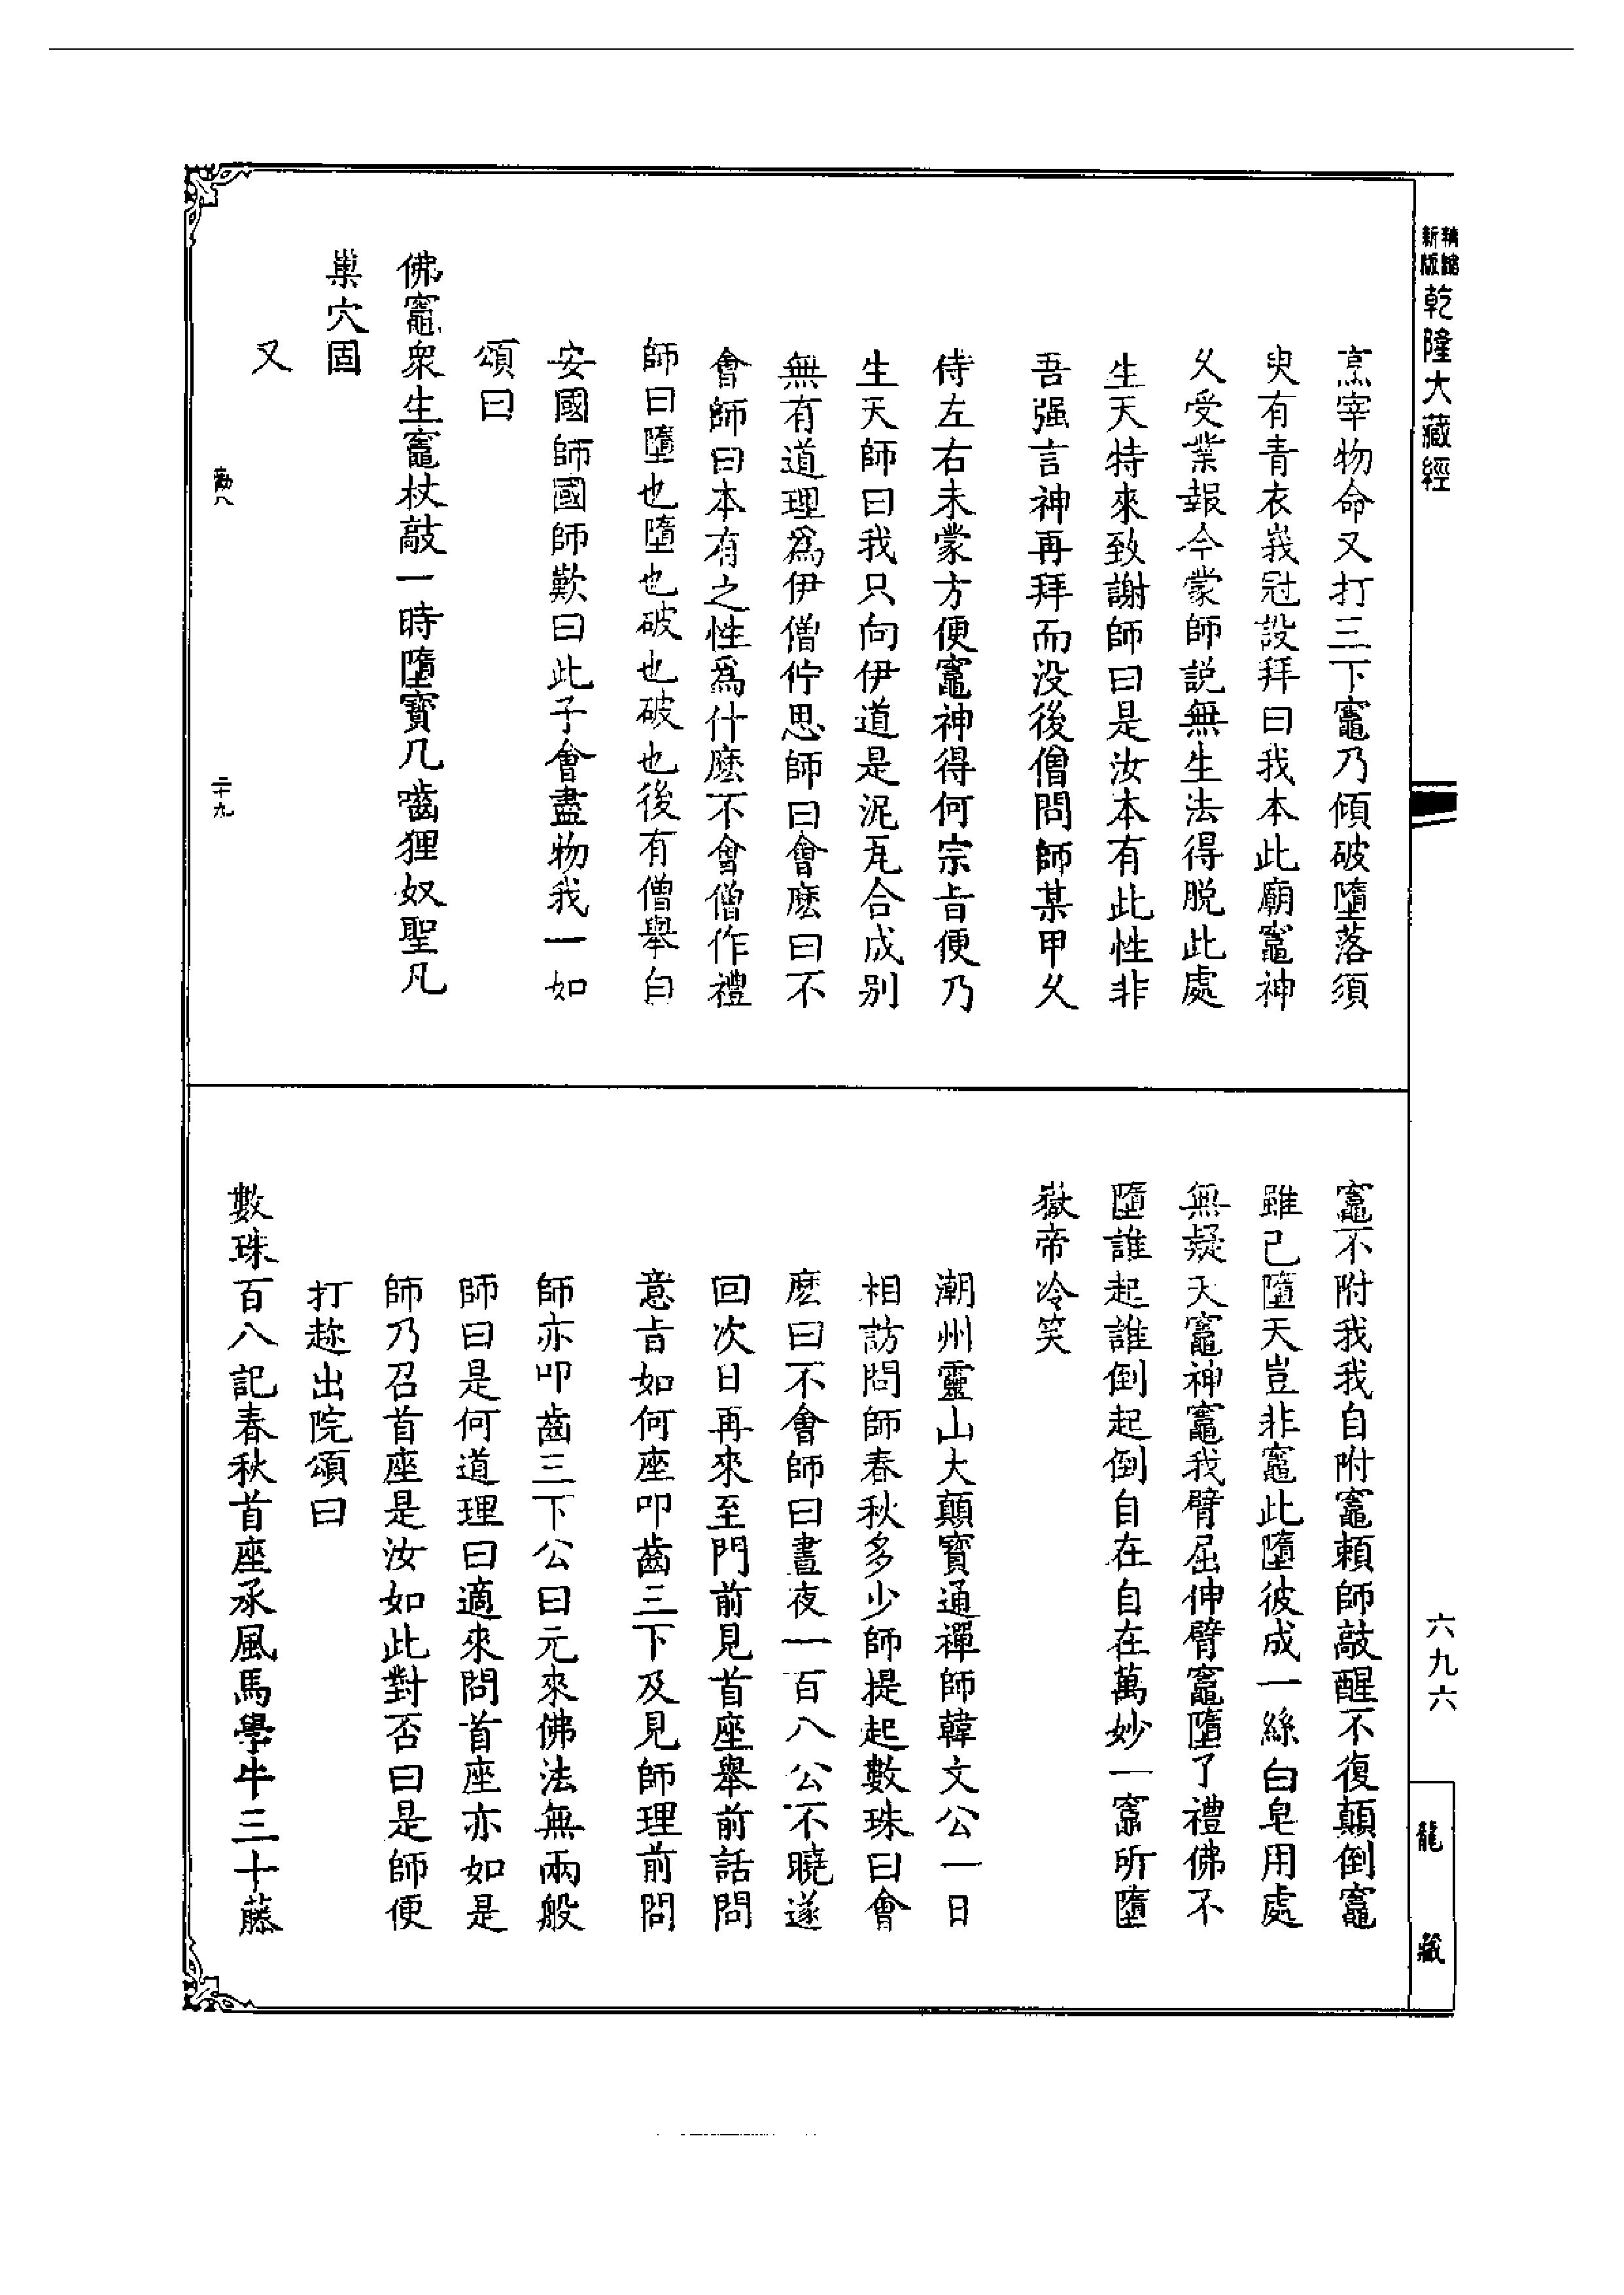 乾隆大藏經
新版
烹宰物命又打三下竈乃傾破墮落須
臾有青衣峩冠設拜曰我本此廟竈神
乆受業報今蒙師説無生法得脱此處
生天特來致謝師曰是汝本有此性非
吾强言神再拜而没後僧問師某甲乆
侍左右未蒙方便竈神得何宗旨便乃
生天師曰我只向伊道是泥瓦合成别
無有道理爲伊僧佇思師曰會麽曰不
會師曰本有之性爲什麽不會僧作禮
師曰墮也墮也破也破也後有僧舉白
安國師國師歎曰此子會盡物我一如
頌曰
佛竈衆生竈杖敲一時墮寶几嚙狸奴聖凡
巢穴固
又
二十九
竈不附我我自附竈頼師敲醒不復顛倒竈
雖已墮天豈非竈此墮彼成一絲白皂用處
無疑天竈神竈我臂屈伸臂竈墮了禮佛不
墮誰起誰倒起倒自在自在萬妙一竅所墮
嶽帝冷笑
潮州靈山大顛寶通禪師韓文公一日
相訪問師春秋多少師提起數珠曰會
麽曰不會師曰晝夜一百八公不曉遂
回次日再來至門前見首座舉前話問
意旨如何座叩齒三下及見師理前問
師亦叩齒三下公曰元來佛法無兩般
師曰是何道理曰適來問首座亦如是
師乃召首座是汝如此對否曰是師便
打趂出院頌曰
數珠百八記春秋首座承風馬學牛三十藤
六九六
龍藏